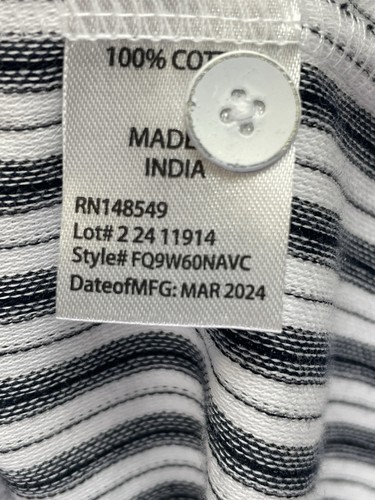 100% COT
MADE
INDIA
RN148549
Lot# 2 24 11914
Style# FQ9W60NAVC
DateofMFG: MAR 2024